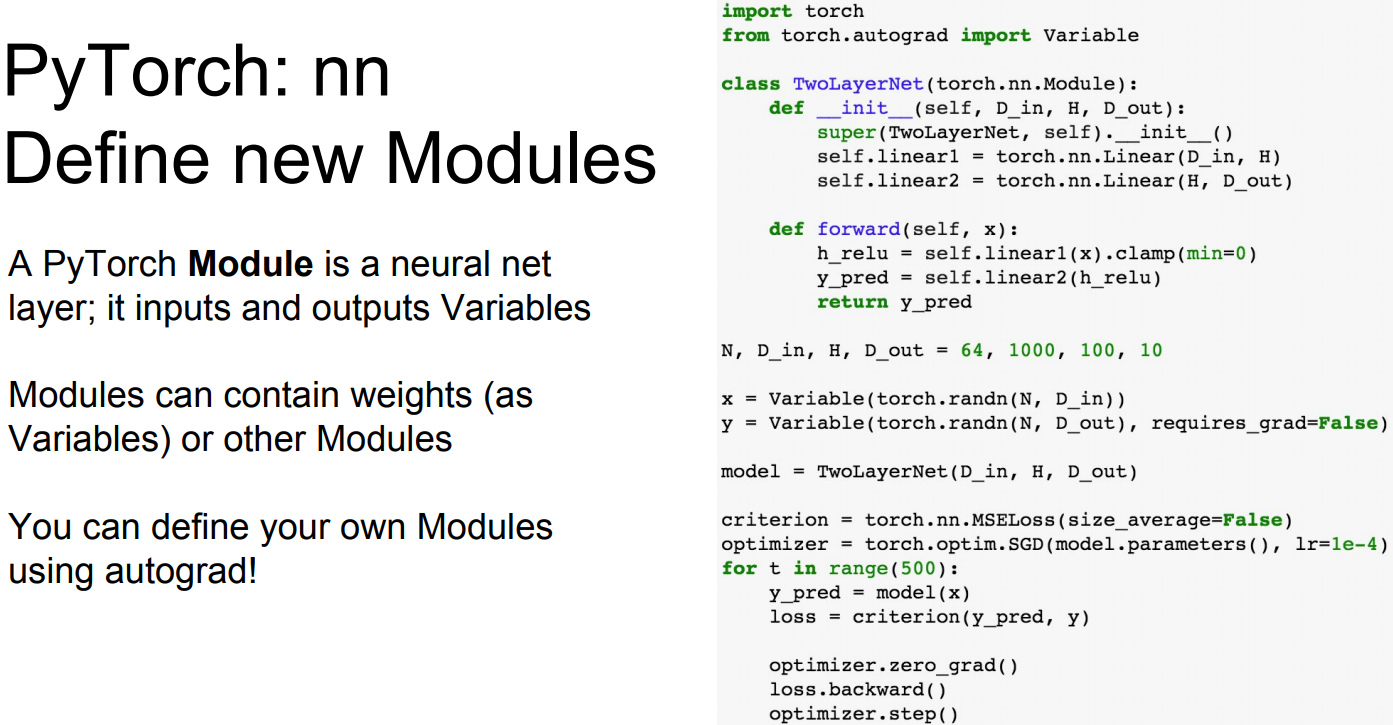 PyTorch: nn
Define new Modules
A PyTorch Module is a neural net
layer; it inputs and outputs Variables
Modules can contain weights (as
Variables) or other Modules
You can define your own Modules
using autograd!
import torch
from torch.autograd import Variable
class TwoLayerNet(torch.nn.Module):
    def __init__(self, D_in, H, D_out):
        super(TwoLayerNet, self).__init__()
        self.linear1 = torch.nn.Linear(D_in, H)
        self.linear2 = torch.nn.Linear(H, D_out)
    def forward(self, x):
        h_relu = self.linear1(x).clamp(min=0)
        y_pred = self.linear2(h_relu)
        return y_pred
N, D_in, H, D_out = 64, 1000, 100, 10
x = Variable(torch.randn(N, D_in))
y = Variable(torch.randn(N, D_out), requires_grad=False)
model = TwoLayerNet(D_in, H, D_out)
criterion = torch.nn.MSELoss(size_average=False)
optimizer = torch.optim.SGD(model.parameters(), lr=1e-4)
for t in range(500):
    y_pred = model(x)
    loss = criterion(y_pred, y)
    optimizer.zero_grad()
    loss.backward()
    optimizer.step()